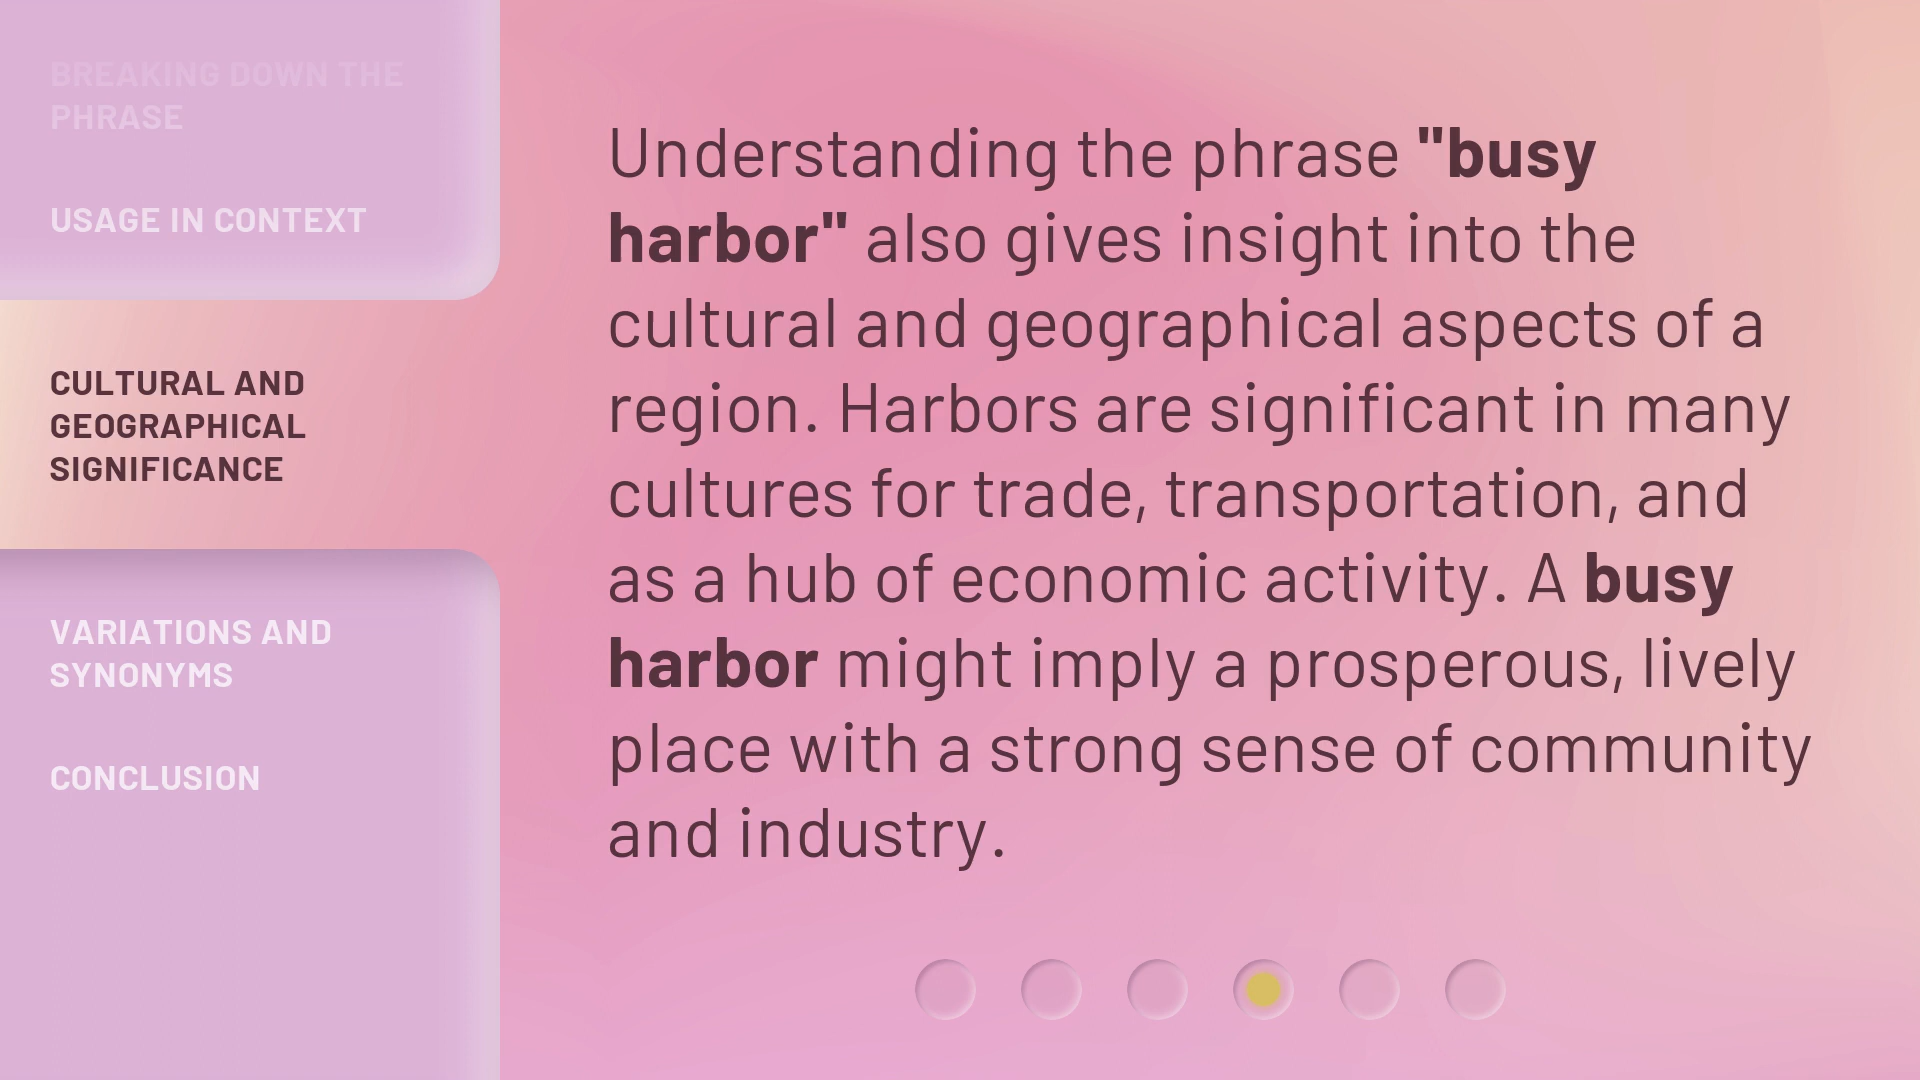 BREAKING DOWN THE
PHRASE
USAGE IN CONTEXT
CULTURAL AND
GEOGRAPHICAL
SIGNIFICANCE
VARIATIONS AND
SYNONYMS
CONCLUSION
Understanding the phrase "busy
harbor" also gives insight into the
cultural and geographical aspects of a
region. Harbors are significant in many
cultures for trade, transportation, and
as a hub of economic activity. A busy
harbor might imply a prosperous, lively
place with a strong sense of community
and industry.